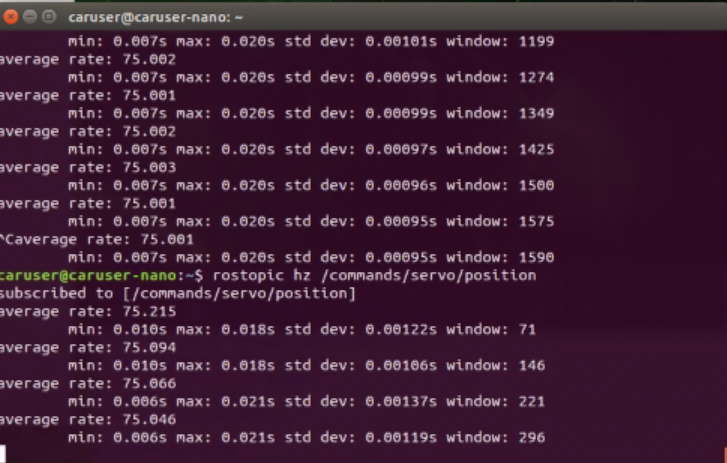 caruser@caruser-nano: ~
min: 0.007s max: 0.020s std dev: 0.00101s window: 1199
average rate: 75.002
min: 0.007s max: 0.020s std dev: 0.00099s window: 1274
average rate: 75.001
min: 0.007s max: 0.020s std dev: 0.00099s window: 1349
average rate: 75.002
min: 0.007s max: 0.020s std dev: 0.00097s window: 1425
average rate: 75.003
min: 0.007s max: 0.020s std dev: 0.00096s window: 1500
average rate: 75.001
min: 0.007s max: 0.020s std dev: 0.00095s window: 1575
^Caverage rate: 75.001
min: 0.007s max: 0.020s std dev: 0.00095s window: 1590
caruser@caruser-nano:~$ rostopic hz /commands/servo/position
subscribed to [/commands/servo/position]
average rate: 75.215
min: 0.010s max: 0.018s std dev: 0.00122s window: 71
average rate: 75.094
min: 0.010s max: 0.018s std dev: 0.00106s window: 146
average rate: 75.066
min: 0.006s max: 0.021s std dev: 0.00137s window: 221
average rate: 75.046
min: 0.006s max: 0.021s std dev: 0.00119s window: 296